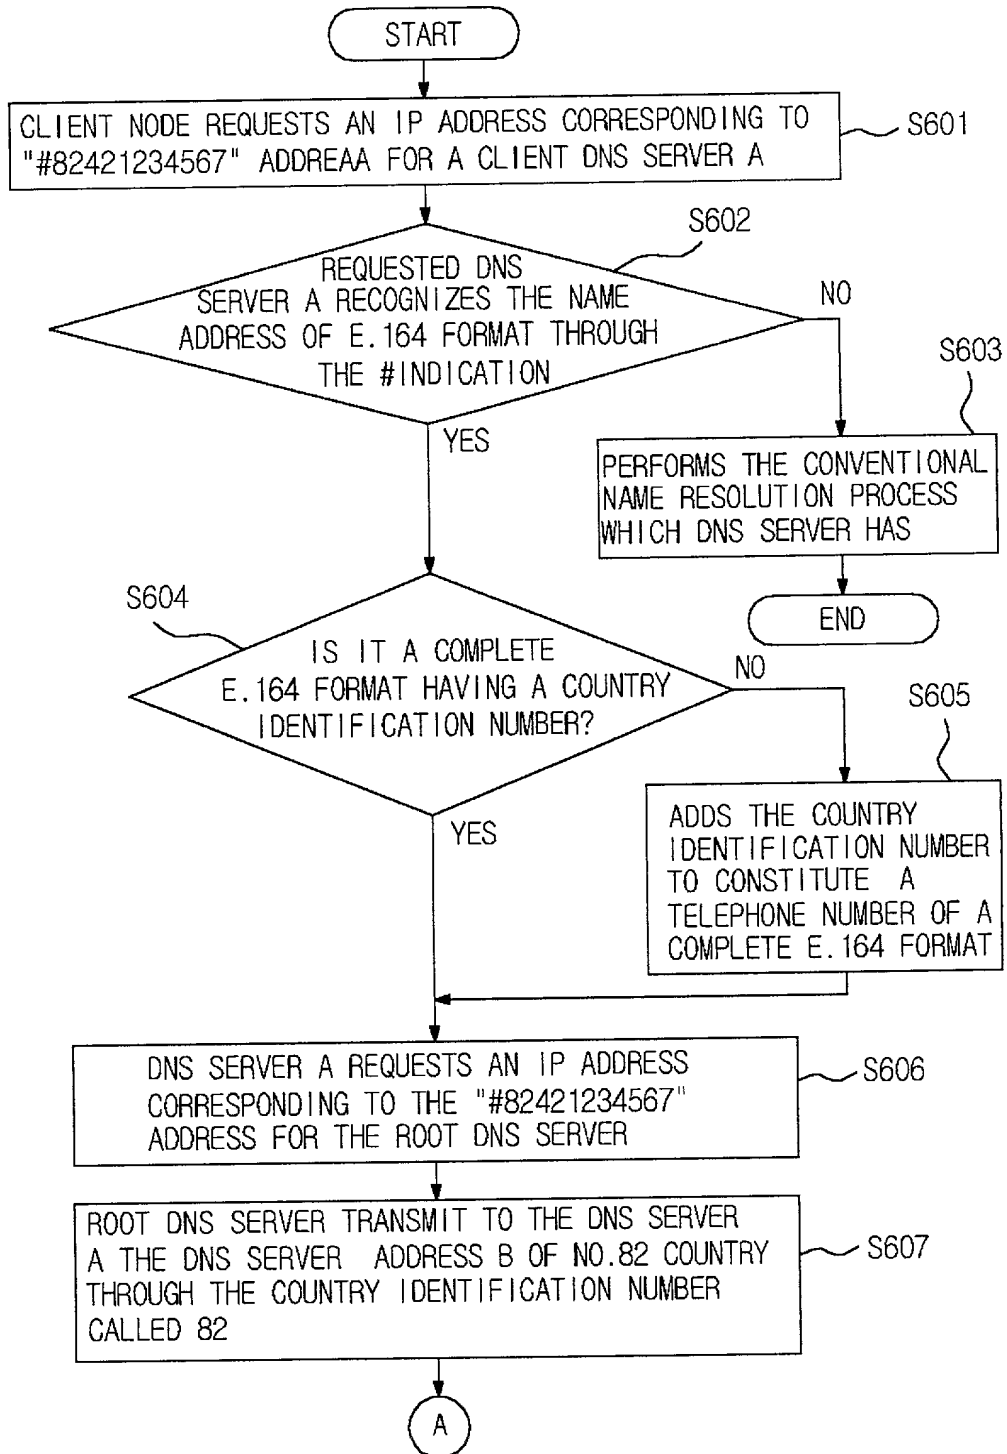 START
CLIENT NODE REQUESTS AN IP ADDRESS CORRESPONDING TO
"#82421234567" ADDREAA FOR A CLIENT DNS SERVER A
S601
S602
REQUESTED DNS
SERVER A RECOGNIZES THE NAME
ADDRESS OF E.164 FORMAT THROUGH
THE #INDICATION
NO
YES
S603
PERFORMS THE CONVENTIONAL
NAME RESOLUTION PROCESS
WHICH DNS SERVER HAS
END
S604
IS IT A COMPLETE
E.164 FORMAT HAVING A COUNTRY
IDENTIFICATION NUMBER?
NO
YES
S605
ADDS THE COUNTRY
IDENTIFICATION NUMBER
TO CONSTITUTE A
TELEPHONE NUMBER OF A
COMPLETE E.164 FORMAT
DNS SERVER A REQUESTS AN IP ADDRESS
CORRESPONDING TO THE "#82421234567"
ADDRESS FOR THE ROOT DNS SERVER
S606
ROOT DNS SERVER TRANSMIT TO THE DNS SERVER
A THE DNS SERVER ADDRESS B OF NO.82 COUNTRY
THROUGH THE COUNTRY IDENTIFICATION NUMBER
CALLED 82
S607
A